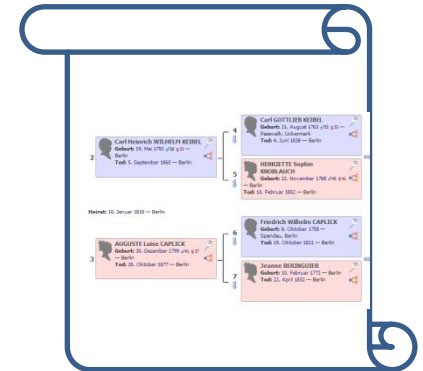 4
Carl GOTTLIEB KEIBEL
Geburt: 21. August 1763
Pasewalk, Uckermark
Tod: 4. Juni 1838 — Berlin
2
Carl Heinrich WILHELM KEIBEL
Geburt: 19. Mai 1792
Berlin
Tod: 5. September 1860 — Berlin
5
HENRIETTE Sophie
KNOBLAUCH
Geburt: 22. November 1768
Berlin
Tod: 10. Februar 1852 — Berlin
Heirat: 10. Januar 1818 — Berlin
6
Friedrich Wilhelm CAPLICK
Geburt: 8. Oktober 1758 —
Spandau, Berlin
Tod: 29. Oktober 1821 — Berlin
3
AUGUSTE Luise CAPLICK
Geburt: 30. Dezember 1799
— Berlin
Tod: 28. Oktober 1877 — Berlin
7
Jeanne BERINGUIER
Geburt: 10. Februar 1772 — Berlin
Tod: 22. April 1832 — Berlin